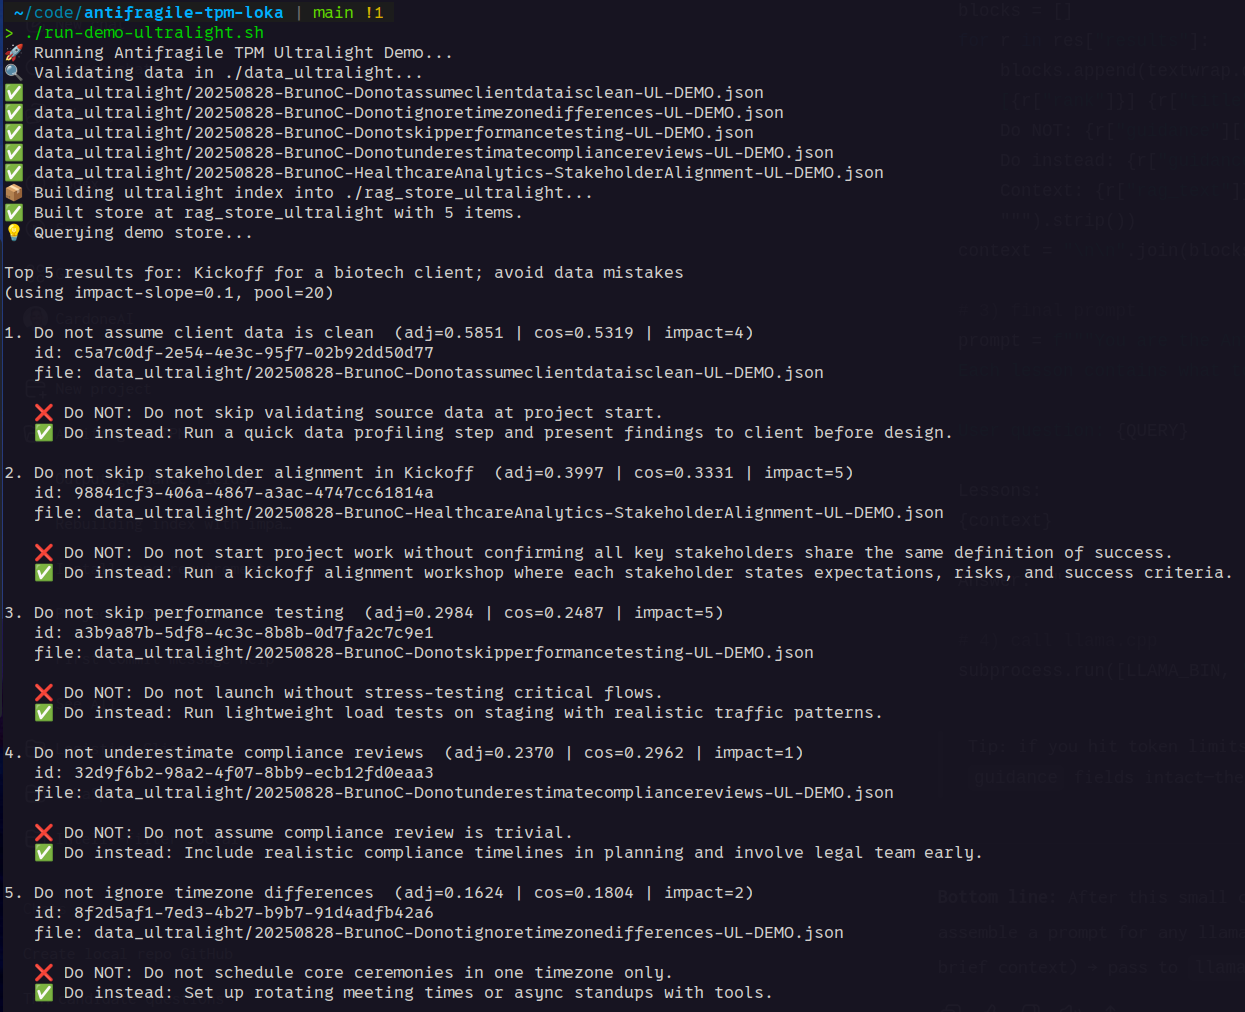 ~/code/antifragile-tpm-loka | main !1
> ./run-demo-ultralight.sh
🚀 Running Antifragile TPM Ultralight Demo...
🔍 Validating data in ./data_ultralight...
✅ data_ultralight/20250828-BrunoC-Donotassumeclientdataisclean-UL-DEMO.json
✅ data_ultralight/20250828-BrunoC-Donotignoretimezonedifferences-UL-DEMO.json
✅ data_ultralight/20250828-BrunoC-Donotskipperformancetesting-UL-DEMO.json
✅ data_ultralight/20250828-BrunoC-Donotunderestimatecompliancereviews-UL-DEMO.json
✅ data_ultralight/20250828-BrunoC-HealthcareAnalytics-StakeholderAlignment-UL-DEMO.json
📦 Building ultralight index into ./rag_store_ultralight...
✅ Built store at rag_store_ultralight with 5 items.
💡 Querying demo store...
Top 5 results for: Kickoff for a biotech client; avoid data mistakes
(using impact-slope=0.1, pool=20)
1. Do not assume client data is clean  (adj=0.5851 | cos=0.5319 | impact=4)
id: c5a7c0df-2e54-4e3c-95f7-02b92dd50d77
file: data_ultralight/20250828-BrunoC-Donotassumeclientdataisclean-UL-DEMO.json
❌ Do NOT: Do not skip validating source data at project start.
✅ Do instead: Run a quick data profiling step and present findings to client before design.
2. Do not skip stakeholder alignment in Kickoff  (adj=0.3997 | cos=0.3331 | impact=5)
id: 98841cf3-406a-4867-a3ac-4747cc61814a
file: data_ultralight/20250828-BrunoC-HealthcareAnalytics-StakeholderAlignment-UL-DEMO.json
❌ Do NOT: Do not start project work without confirming all key stakeholders share the same definition of success.
✅ Do instead: Run a kickoff alignment workshop where each stakeholder states expectations, risks, and success criteria.
3. Do not skip performance testing  (adj=0.2984 | cos=0.2487 | impact=5)
id: a3b9a87b-5df8-4c3c-8b8b-0d7fa2c7c9e1
file: data_ultralight/20250828-BrunoC-Donotskipperformancetesting-UL-DEMO.json
❌ Do NOT: Do not launch without stress-testing critical flows.
✅ Do instead: Run lightweight load tests on staging with realistic traffic patterns.
4. Do not underestimate compliance reviews  (adj=0.2370 | cos=0.2962 | impact=1)
id: 32d9f6b2-98a2-4f07-8bb9-ecb12fd0eaa3
file: data_ultralight/20250828-BrunoC-Donotunderestimatecompliancereviews-UL-DEMO.json
❌ Do NOT: Do not assume compliance review is trivial.
✅ Do instead: Include realistic compliance timelines in planning and involve legal team early.
5. Do not ignore timezone differences  (adj=0.1624 | cos=0.1804 | impact=2)
id: 8f2d5af1-7ed3-4b27-b9b7-91d4adfb42a6
file: data_ultralight/20250828-BrunoC-Donotignoretimezonedifferences-UL-DEMO.json
❌ Do NOT: Do not schedule core ceremonies in one timezone only.
✅ Do instead: Set up rotating meeting times or async standups with tools.